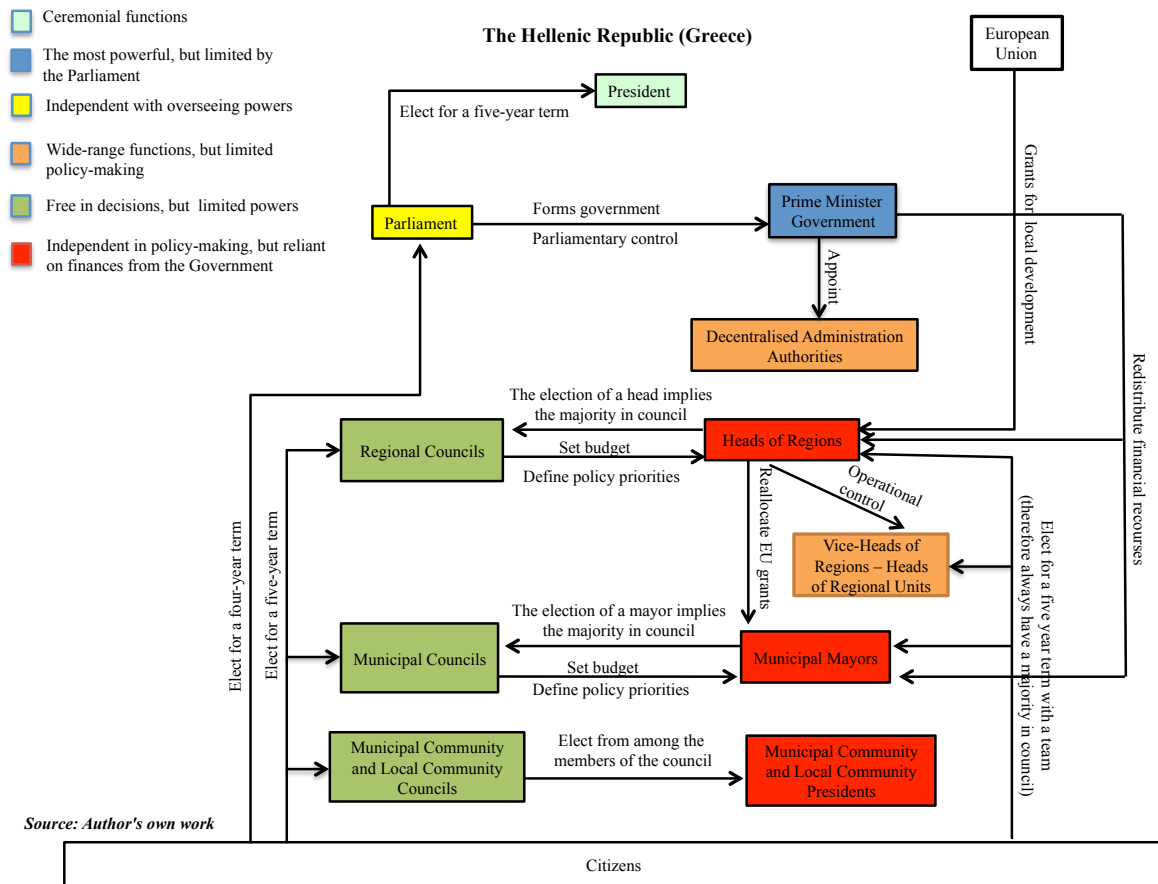 Ceremonial functions
The most powerful, but limited by
the Parliament
Independent with overseeing powers
Wide-range functions, but limited
policy-making
Free in decisions, but limited powers
Independent in policy-making, but reliant
on finances from the Government
The Hellenic Republic (Greece)
European
Union
President
Elect for a five-year term
Parliament
Forms government
Parliamentary control
Prime Minister
Government
Appoint
Grants for local development
Decentralised Administration
Authorities
Redistribute financial recourses
The election of a head implies
the majority in council
Regional Councils
Set budget
Define policy priorities
Heads of Regions
Reallocate EU
grants
Operational
control
Vice-Heads of
Regions – Heads
of Regional Units
Elect for a five year term with a team
(therefore always have a majority in council)
Elect for a four-year term
Elect for a five-year term
The election of a mayor implies
the majority in council
Municipal Councils
Set budget
Define policy priorities
Municipal Mayors
Municipal Community
and Local Community
Councils
Elect from among the
members of the council
Municipal Community
and Local Community
Presidents
Source: Author's own work
Citizens